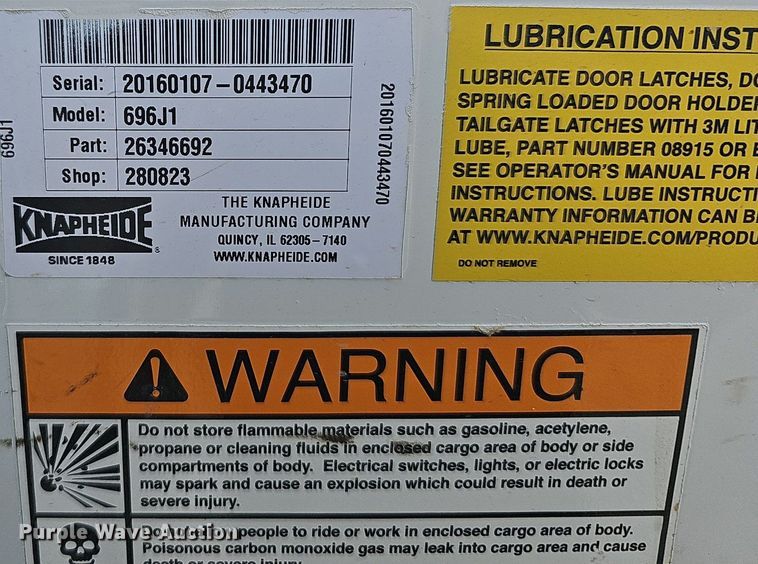 Serial: 20160107-0443470
Model: 696J1
Part: 26346692
Shop: 280823
696J1
201601070443470
KNAPHEIDE
®
SINCE 1848
THE KNAPHEIDE
MANUFACTURING COMPANY
QUINCY, IL 62305-7140
WWW.KNAPHEIDE.COM
LUBRICATION INST
LUBRICATE DOOR LATCHES, DO
SPRING LOADED DOOR HOLDER
TAILGATE LATCHES WITH 3M LIT
LUBE, PART NUMBER 08915 OR E
SEE OPERATOR'S MANUAL FOR
INSTRUCTIONS. LUBE INSTRUCTI
WARRANTY INFORMATION CAN BE
AT WWW.KNAPHEIDE.COM/PRODU
DO NOT REMOVE
WARNING
Do not store flammable materials such as gasoline, acetylene,
propane or cleaning fluids in enclosed cargo area of body or side
compartments of body. Electrical switches, lights, or electric locks
may spark and cause an explosion which could result in death or
severe injury.
people to ride or work in enclosed cargo area of body.
Poisonous carbon monoxide gas may leak into cargo area and cause
death or severe injury.
Purple Wave Auction